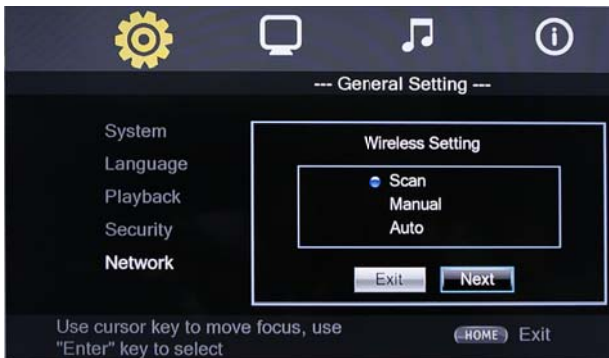 --- General Setting ---
System
Language
Playback
Security
Network
Wireless Setting
Scan
Manual
Auto
Exit
Next
Use cursor key to move focus, use
"Enter" key to select
HOME Exit